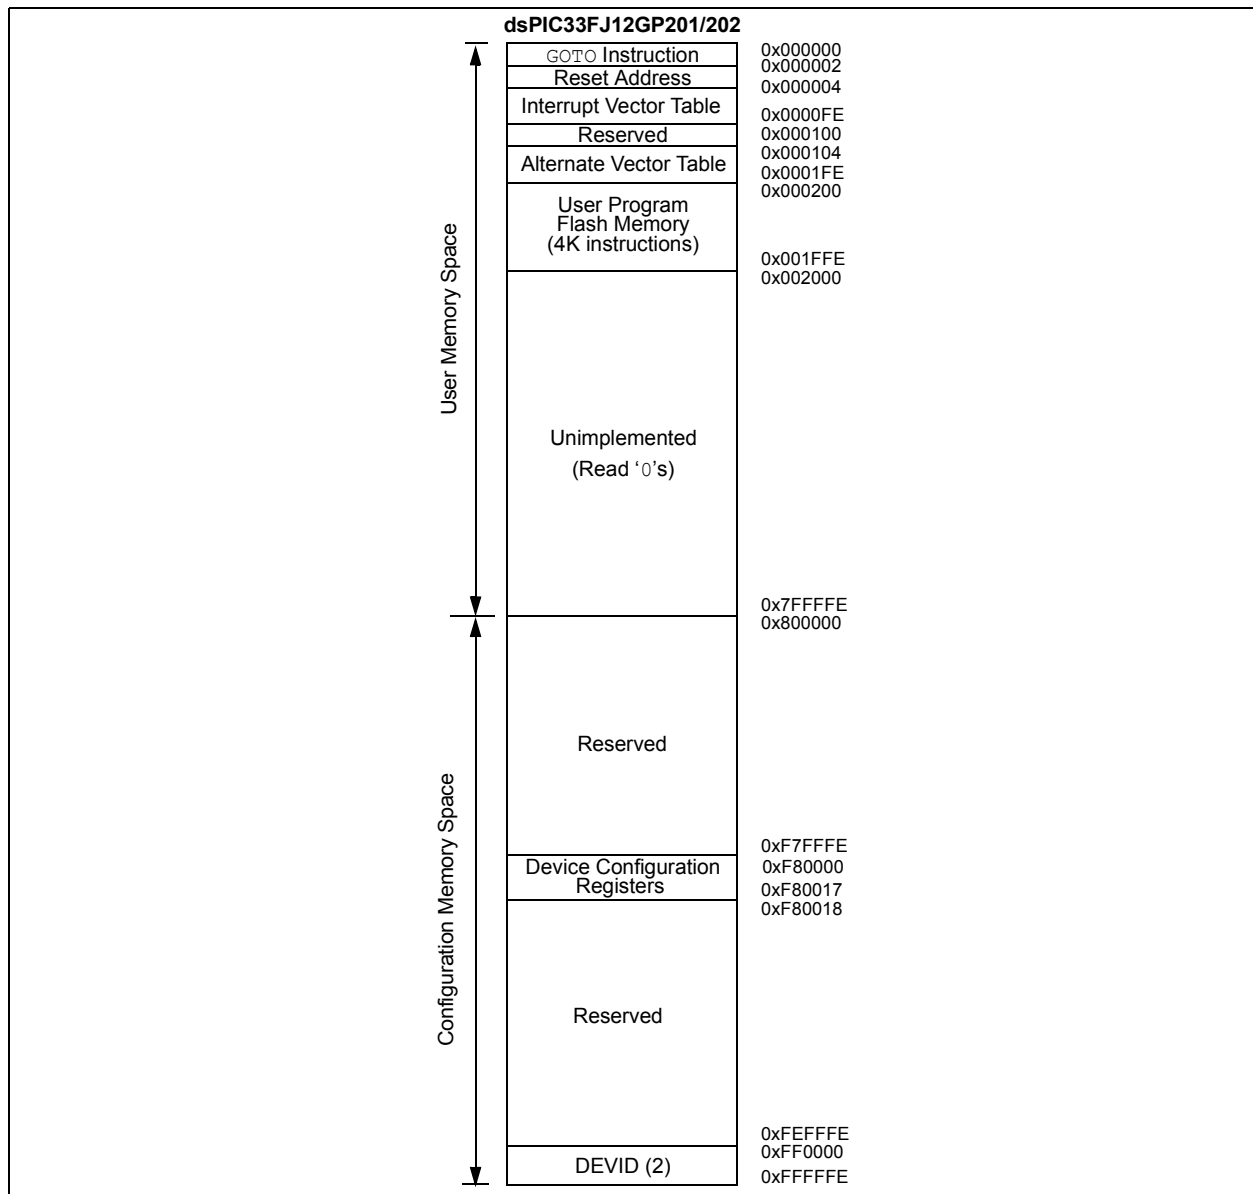 dsPIC33FJ12GP201/202
GOTO Instruction
0x000000
0x000002
Reset Address
0x000004
Interrupt Vector Table
0x0000FE
Reserved
0x000100
0x000104
Alternate Vector Table
0x0001FE
0x000200
User Program
Flash Memory
(4K instructions)
0x001FFE
0x002000
User Memory Space
Unimplemented
(Read ‘0’s)
0x7FFFFE
0x800000
Reserved
Configuration Memory Space
0xF7FFFE
Device Configuration
0xF80000
Registers
0xF80017
0xF80018
Reserved
0xFEFFFE
0xFF0000
DEVID (2)
0xFFFFFE